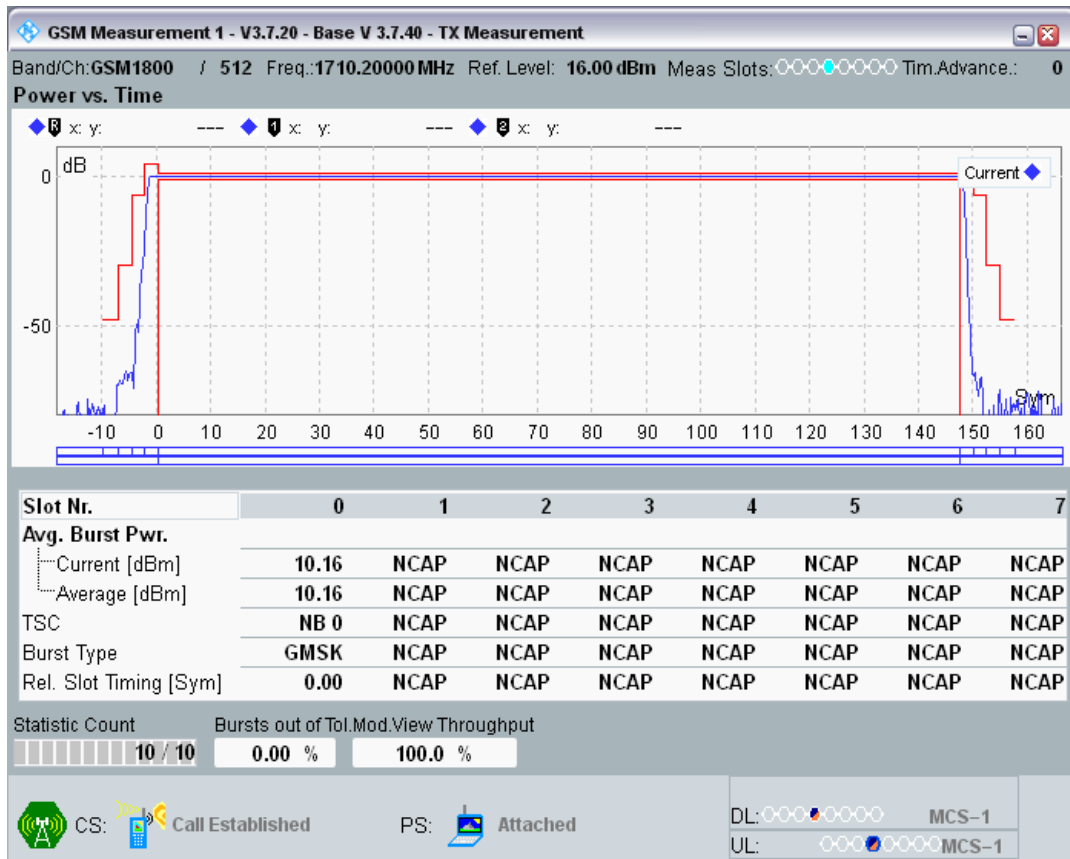 GSM Measurement 1 - V3.7.20 - Base V 3.7.40 - TX Measurement
Band/Ch:GSM1800 / 512 Freq.:1710.20000 MHz Ref. Level: 16.00 dBm Meas Slots: Tim.Advance.: 0
Power vs. Time
R x: y: --- 1 x: y: --- 2 x: y: ---
dB
Current
0
-50
Sym
-10 0 10 20 30 40 50 60 70 80 90 100 110 120 130 140 150 160
Slot Nr. 0 1 2 3 4 5 6 7
Avg. Burst Pwr.
Current [dBm] 10.16 NCAP NCAP NCAP NCAP NCAP NCAP NCAP
Average [dBm] 10.16 NCAP NCAP NCAP NCAP NCAP NCAP NCAP
TSC NB 0 NCAP NCAP NCAP NCAP NCAP NCAP NCAP
Burst Type GMSK NCAP NCAP NCAP NCAP NCAP NCAP NCAP
Rel. Slot Timing [Sym] 0.00 NCAP NCAP NCAP NCAP NCAP NCAP NCAP
Statistic Count Bursts out of Tol.Mod.View Throughput
10 / 10 0.00 % 100.0 %
CS: Call Established PS: Attached
DL: MCS-1
UL: MCS-1